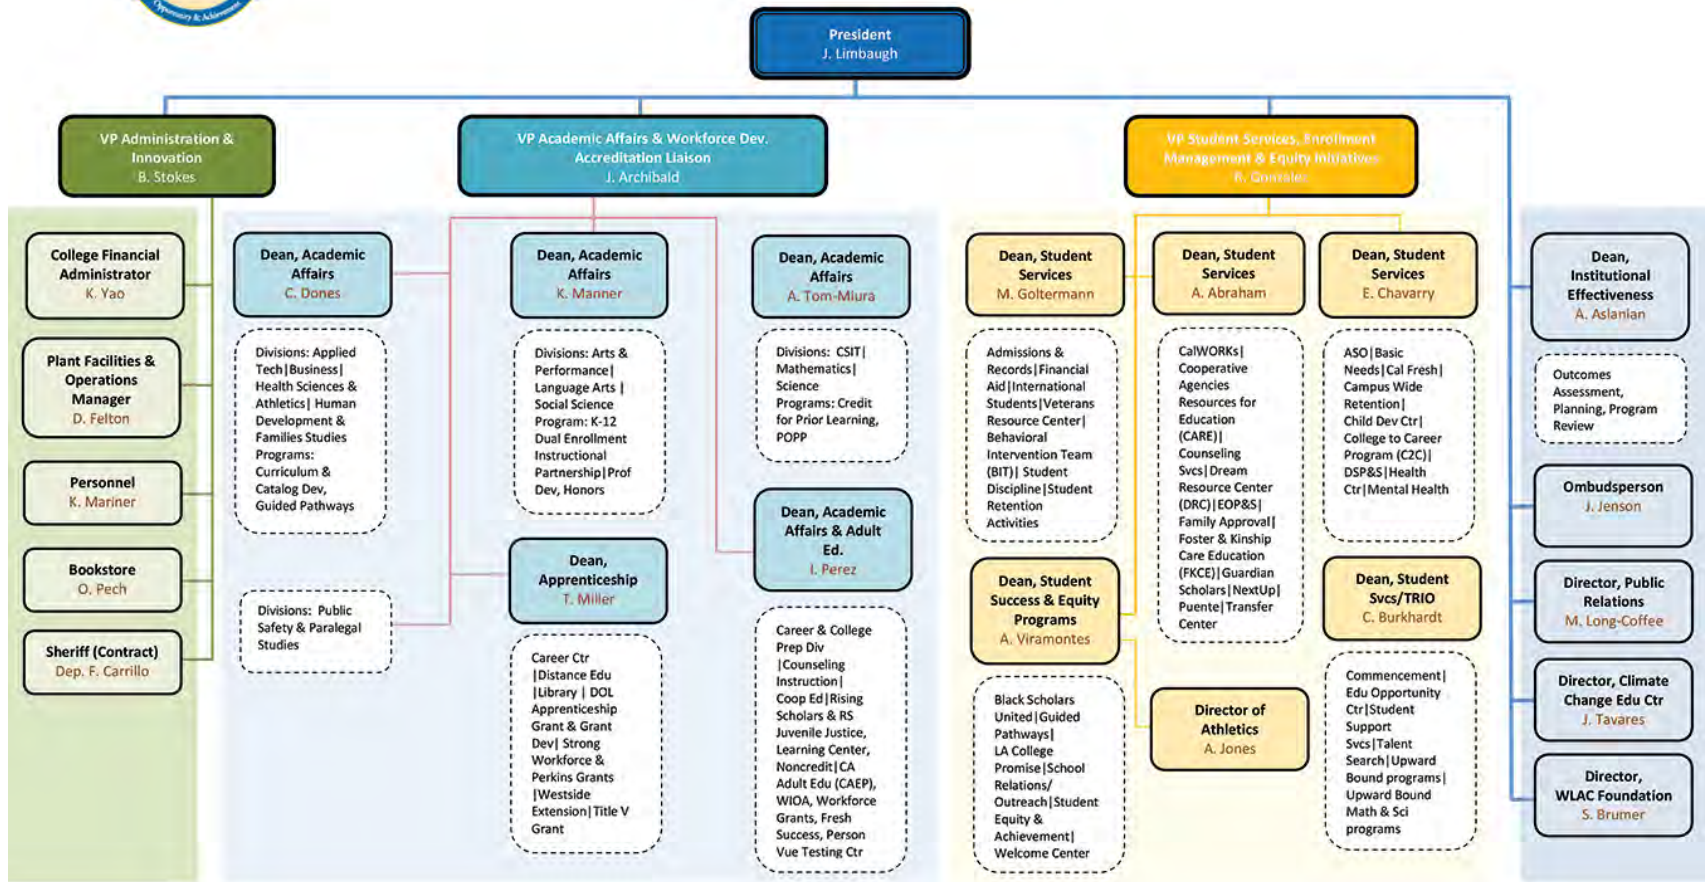 Opportunity & Achievement
President
J. Limbaugh
VP Administration &
Innovation
B. Stokes
VP Academic Affairs & Workforce Dev.
Accreditation Liaison
J. Archibald
VP Student Services, Enrollment
Management & Equity Initiatives
College Financial
Administrator
K. Yao
Plant Facilities &
Operations
Manager
D. Felton
Personnel
K. Mariner
Bookstore
O. Pech
Sheriff (Contract)
Dep. F. Carrillo
Dean, Academic
Affairs
C. Dones
Divisions: Applied
Tech|Business|
Health Sciences &
Athletics| Human
Development &
Families Studies
Programs:
Curriculum &
Catalog Dev,
Guided Pathways
Divisions: Public
Safety & Paralegal
Studies
Dean, Academic
Affairs
K. Manner
Divisions: Arts &
Performance|
Language Arts |
Social Science
Program: K-12
Dual Enrollment
Instructional
Partnership|Prof
Dev, Honors
Dean,
Apprenticeship
T. Miller
Career Ctr
|Distance Edu
|Library | DOL
Apprenticeship
Grant & Grant
Dev| Strong
Workforce &
Perkins Grants
|Westside
Extension|Title V
Grant
Dean, Academic
Affairs
A. Tom-Miura
Divisions: CSIT|
Mathematics|
Science
Programs: Credit
for Prior Learning,
POPP
Dean, Academic
Affairs & Adult
Ed.
I. Perez
Career & College
Prep Div
|Counseling
Instruction|
Coop Ed|Rising
Scholars & RS
Juvenile Justice,
Learning Center,
Noncredit|CA
Adult Edu (CAEP),
WIOA, Workforce
Grants, Fresh
Success, Person
Vue Testing Ctr
Dean, Student
Services
M. Goltermann
Admissions &
Records|Financial
Aid|International
Students|Veterans
Resource Center|
Behavioral
Intervention Team
(BIT)| Student
Discipline|Student
Retention
Activities
Dean, Student
Success & Equity
Programs
A. Viramontes
Black Scholars
United|Guided
Pathways|
LA College
Promise|School
Relations/
Outreach|Student
Equity &
Achievement|
Welcome Center
Dean, Student
Services
A. Abraham
CalWORKs|
Cooperative
Agencies
Resources for
Education
(CARE)|
Counseling
Svcs|Dream
Resource Center
(DRC)|EOP&S|
Family Approval|
Foster & Kinship
Care Education
(FKCE)|Guardian
Scholars|NextUp|
Puente|Transfer
Center
Director of
Athletics
A. Jones
Dean, Student
Services
E. Chavarry
ASO|Basic
Needs|Cal Fresh|
Campus Wide
Retention|
Child Dev Ctr|
College to Career
Program (C2C)|
DSP&S|Health
Ctr|Mental Health
Dean, Student
Svcs/TRIO
C. Burkhardt
Commencement|
Edu Opportunity
Ctr|Student
Support
Svcs|Talent
Search|Upward
Bound programs|
Upward Bound
Math & Sci
programs
Dean,
Institutional
Effectiveness
A. Aslanian
Outcomes
Assessment,
Planning, Program
Review
Ombudsperson
J. Jenson
Director, Public
Relations
M. Long-Coffee
Director, Climate
Change Edu Ctr
J. Tavares
Director,
WLAC Foundation
S. Brumer